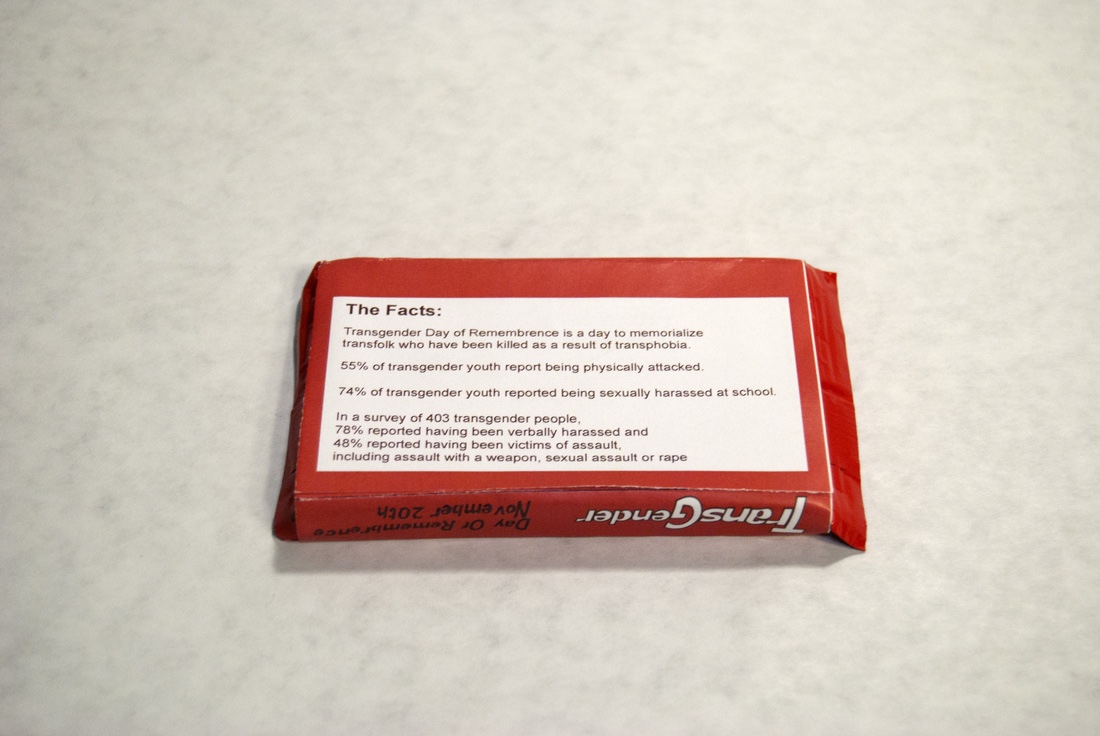 The Facts:
Transgender Day of Remembrence is a day to memorialize
transfolk who have been killed as a result of transphobia.
55% of transgender youth report being physically attacked.
74% of transgender youth reported being sexually harassed at school.
In a survey of 403 transgender people,
78% reported having been verbally harassed and
48% reported having been victims of assault,
including assault with a weapon, sexual assault or rape
TransGender
Day Of Remembrence
November 20th